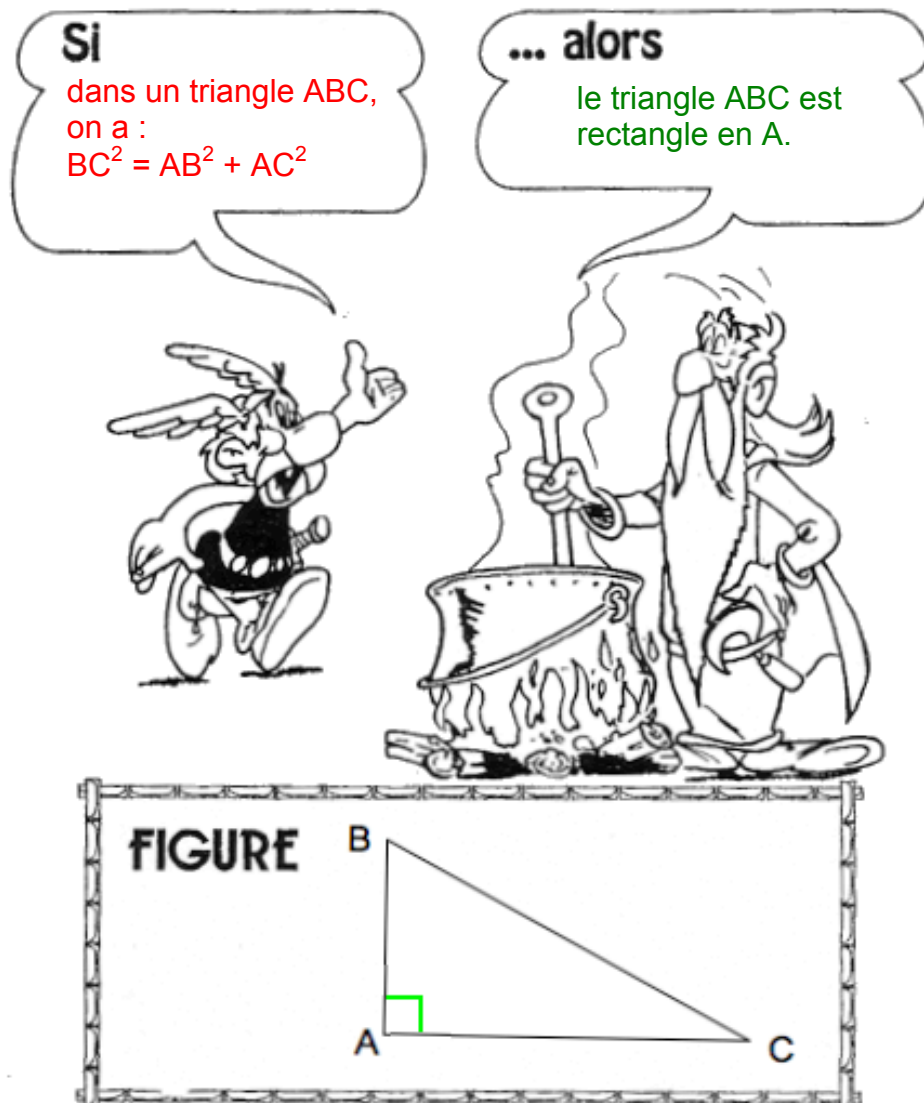 Si
dans un triangle ABC,
on a :
BC² = AB² + AC²
... alors
le triangle ABC est
rectangle en A.
FIGURE
B
A
C